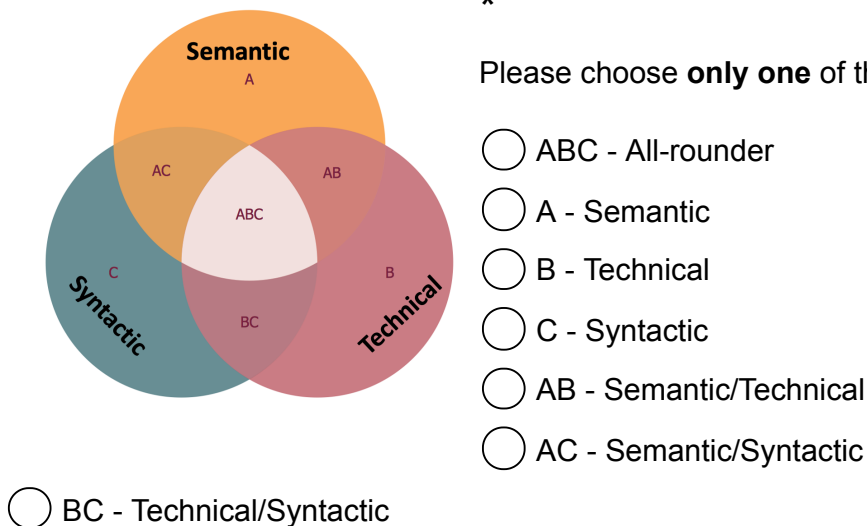 *
Semantic
A
AC
AB
ABC
C
B
BC
Syntactic
Technical
Please choose only one of th
ABC - All-rounder
A - Semantic
B - Technical
C - Syntactic
AB - Semantic/Technical
AC - Semantic/Syntactic
BC - Technical/Syntactic